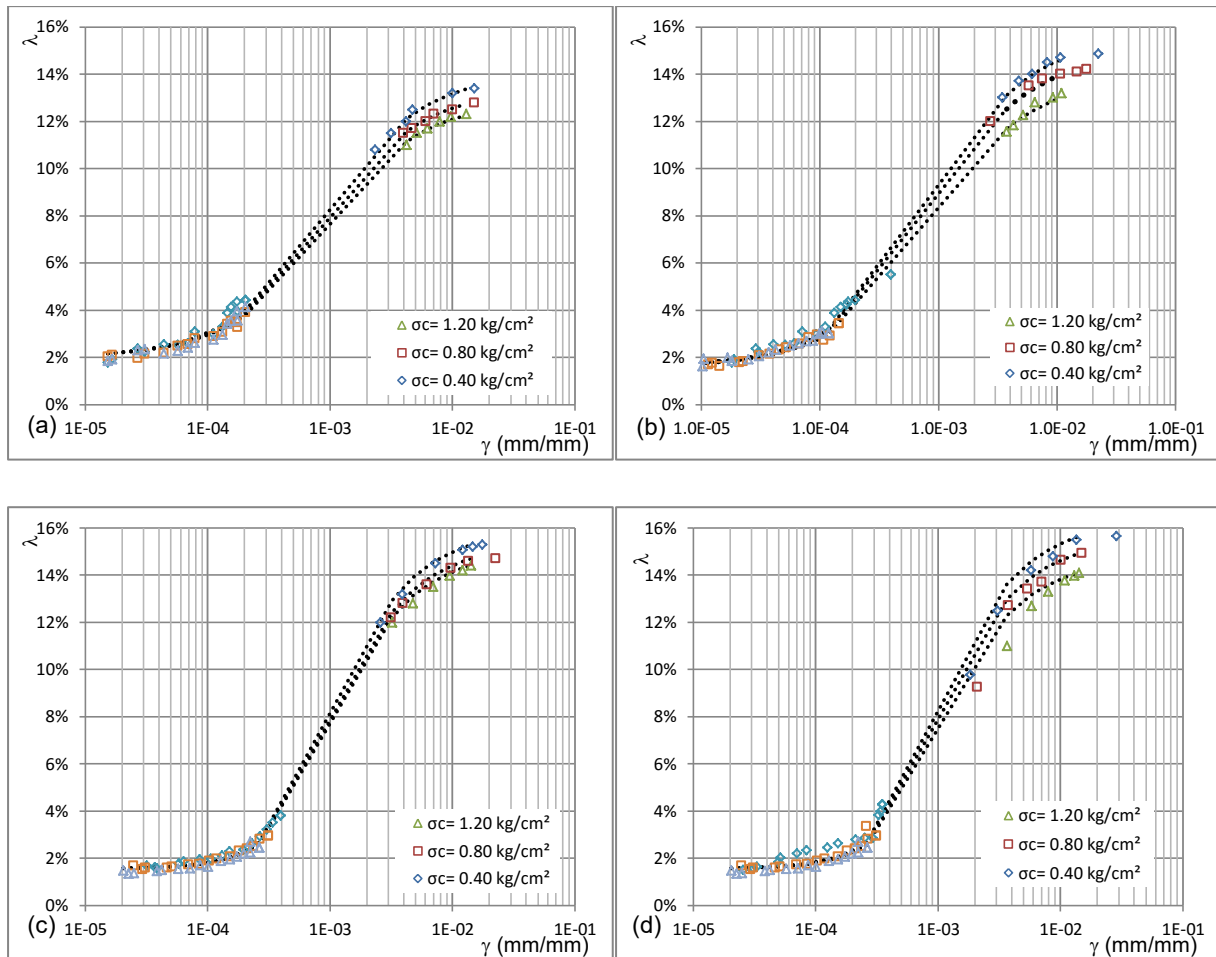 λ
16%
14%
12%
10%
8%
6%
4%
2%
0%
σc= 1.20 kg/cm²
σc= 0.80 kg/cm²
σc= 0.40 kg/cm²
(a)
1E-05 1E-04 1E-03 1E-02 1E-01
γ (mm/mm)
λ
16%
14%
12%
10%
8%
6%
4%
2%
0%
σc= 1.20 kg/cm²
σc= 0.80 kg/cm²
σc= 0.40 kg/cm²
(b)
1.0E-05 1.0E-04 1.0E-03 1.0E-02 1.0E-01
γ (mm/mm)
λ
16%
14%
12%
10%
8%
6%
4%
2%
0%
σc= 1.20 kg/cm²
σc= 0.80 kg/cm²
σc= 0.40 kg/cm²
(c)
1E-05 1E-04 1E-03 1E-02 1E-01
γ (mm/mm)
λ
16%
14%
12%
10%
8%
6%
4%
2%
0%
σc= 1.20 kg/cm²
σc= 0.80 kg/cm²
σc= 0.40 kg/cm²
(d)
1E-05 1E-04 1E-03 1E-02 1E-01
γ (mm/mm)